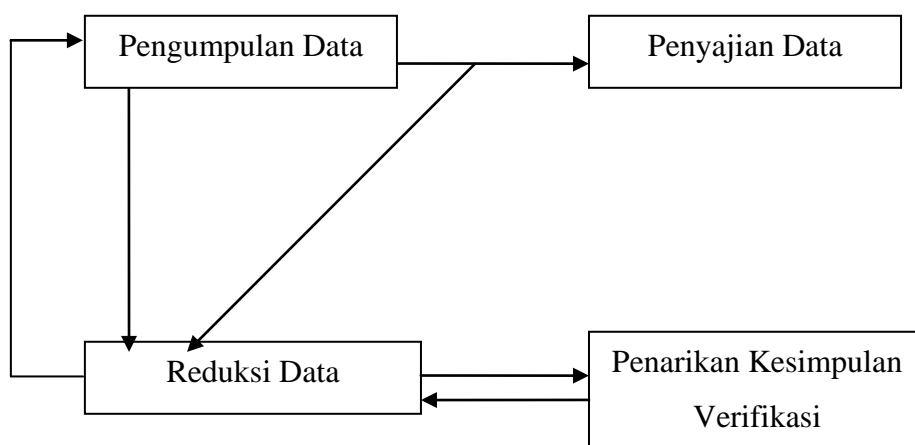 Pengumpulan Data
Penyajian Data
Reduksi Data
Penarikan Kesimpulan
Verifikasi